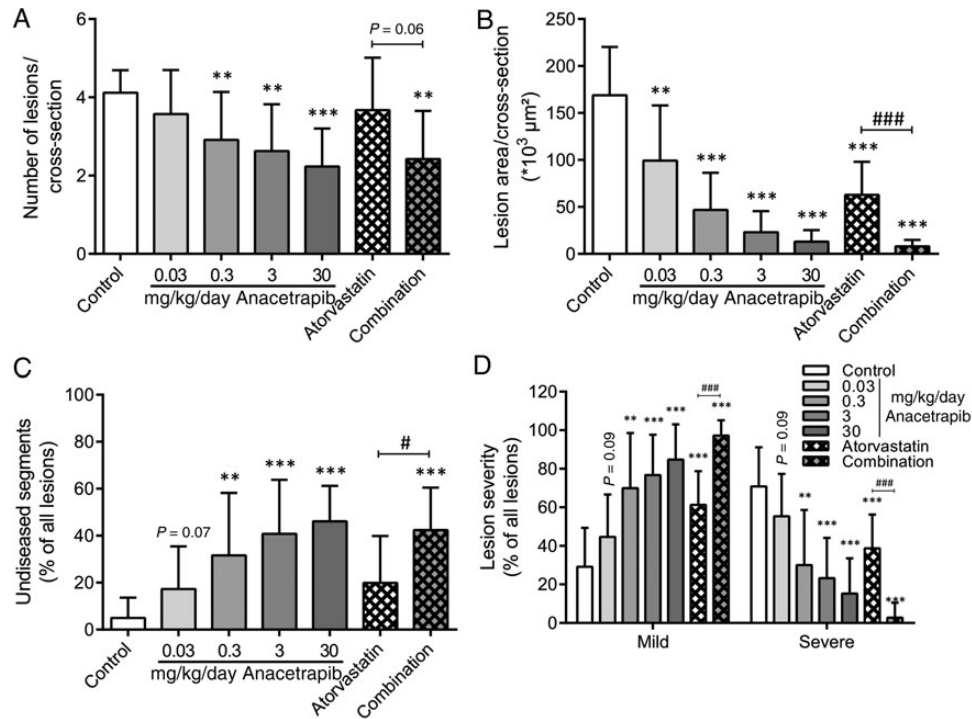 A
Number of lesions/
cross-section
6
4
2
0
P = 0.06
**
**
***
**
Control
0.03 0.3 3 30
mg/kg/day Anacetrapib
Atorvastatin
Combination
B
Lesion area/cross-section
(*10³ µm²)
250
200
150
100
50
0
**
***
***
***
***
###
***
Control
0.03 0.3 3 30
mg/kg/day Anacetrapib
Atorvastatin
Combination
C
Undiseased segments
(% of all lesions)
100
80
60
40
20
0
P = 0.07
**
***
***
#
***
Control
0.03 0.3 3 30
mg/kg/day Anacetrapib
Atorvastatin
Combination
D
Lesion severity
(% of all lesions)
120
100
80
60
40
20
0
Control
0.03
0.3
3
30
mg/kg/day
Anacetrapib
Atorvastatin
Combination
P = 0.09
**
***
***
***
###
***
P = 0.09
**
***
***
***
###
***
Mild
Severe